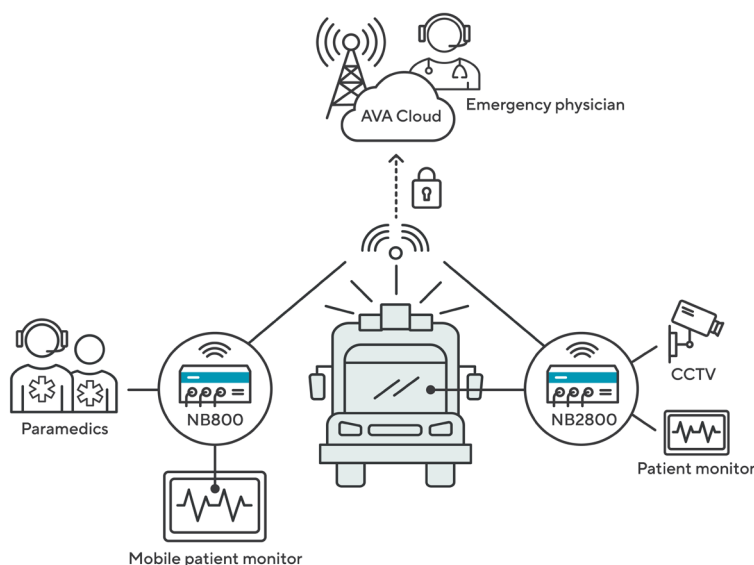 AVA Cloud
Emergency physician
Paramedics
NB800
NB2800
CCTV
Patient monitor
Mobile patient monitor